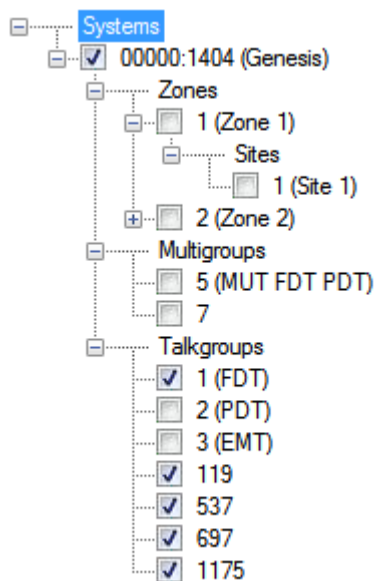 Systems
00000:1404 (Genesis)
Zones
1 (Zone 1)
Sites
1 (Site 1)
2 (Zone 2)
Multigroups
5 (MUT FDT PDT)
7
Talkgroups
1 (FDT)
2 (PDT)
3 (EMT)
119
537
697
1175